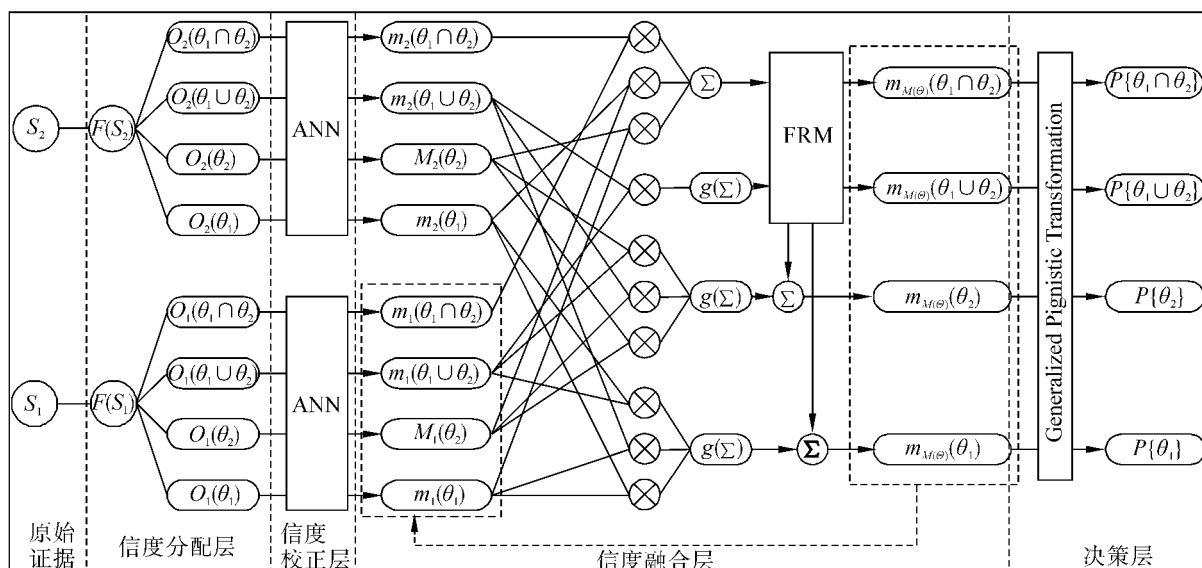 S₂
F(S₂)
O₂(θ₁∩θ₂)
O₂(θ₁∪θ₂)
O₂(θ₂)
O₂(θ₁)
ANN
m₂(θ₁∩θ₂)
m₂(θ₁∪θ₂)
M₂(θ₂)
m₂(θ₁)
S₁
F(S₁)
O₁(θ₁∩θ₂)
O₁(θ₁∪θ₂)
O₁(θ₂)
O₁(θ₁)
ANN
m₁(θ₁∩θ₂)
m₁(θ₁∪θ₂)
M₁(θ₂)
m₁(θ₁)
Σ
g(Σ)
g(Σ)
Σ
g(Σ)
Σ
FRM
m_{M(Θ)}(θ₁∩θ₂)
m_{M(Θ)}(θ₁∪θ₂)
m_{M(Θ)}(θ₂)
m_{M(Θ)}(θ₁)
Generalized Pignistic Transformation
P{θ₁∩θ₂}
P{θ₁∪θ₂}
P{θ₂}
P{θ₁}
原始
证据
信度分配层
信度
校正层
信度融合层
决策层